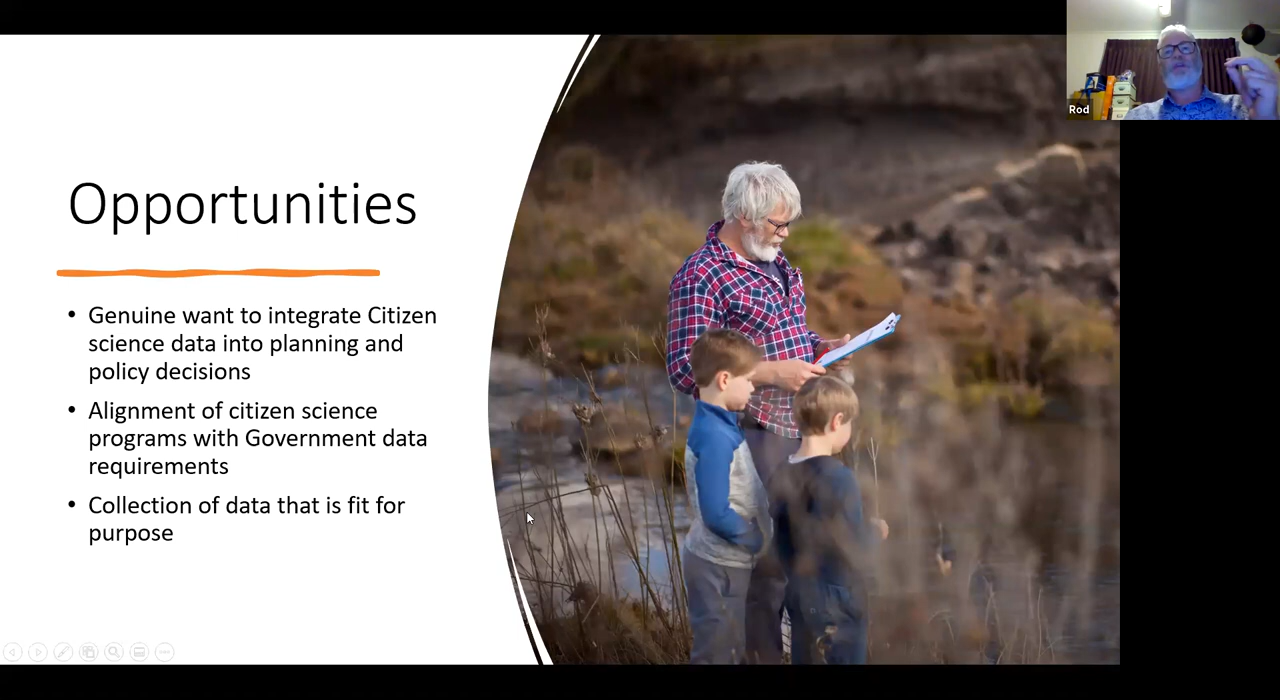 Opportunities
• Genuine want to integrate Citizen
science data into planning and
policy decisions
• Alignment of citizen science
programs with Government data
requirements
• Collection of data that is fit for
purpose
Rod